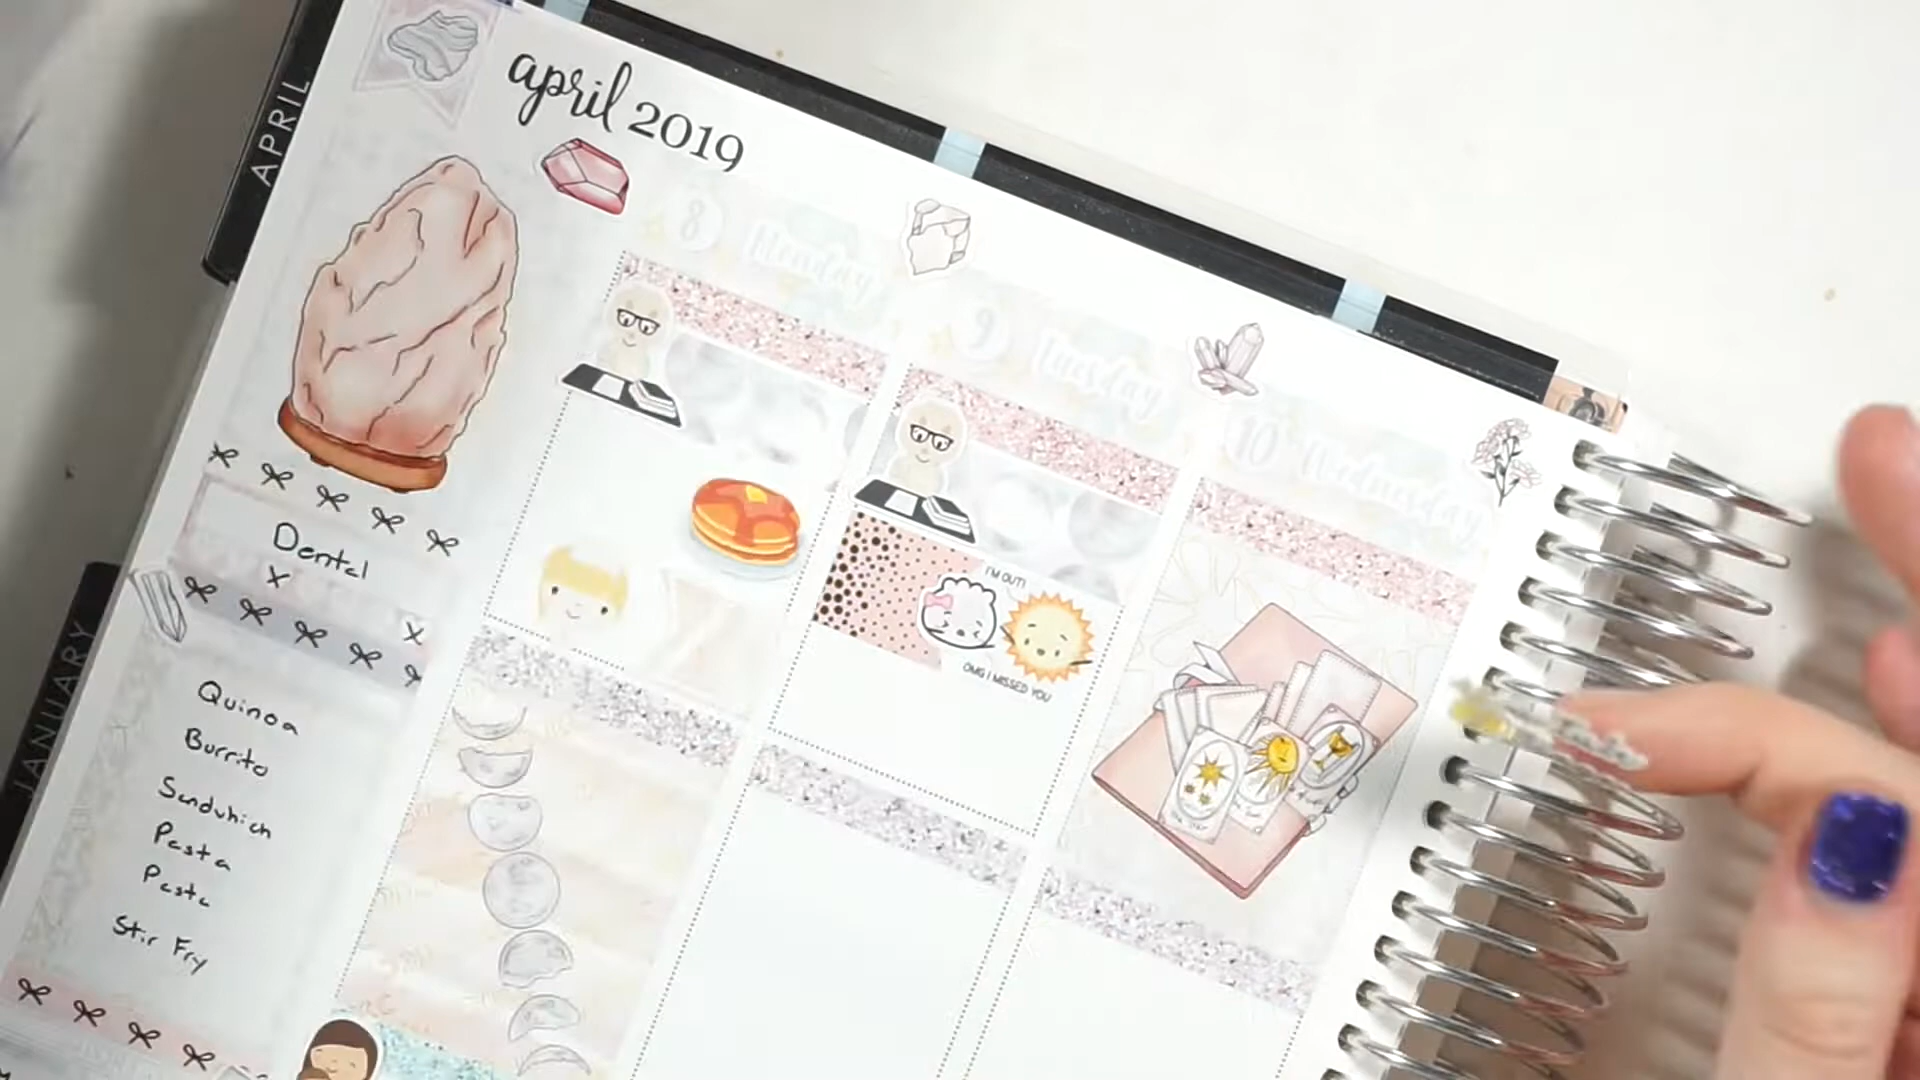 april 2019
APRIL
8 Monday
9 Tuesday
10 Wednesday
I'M OUT!
OMG I MISSED YOU
Dental
x
x
JANUARY
Quinoa
Burrito
Sandwhich
Pasta
Pasta
Stir Fry